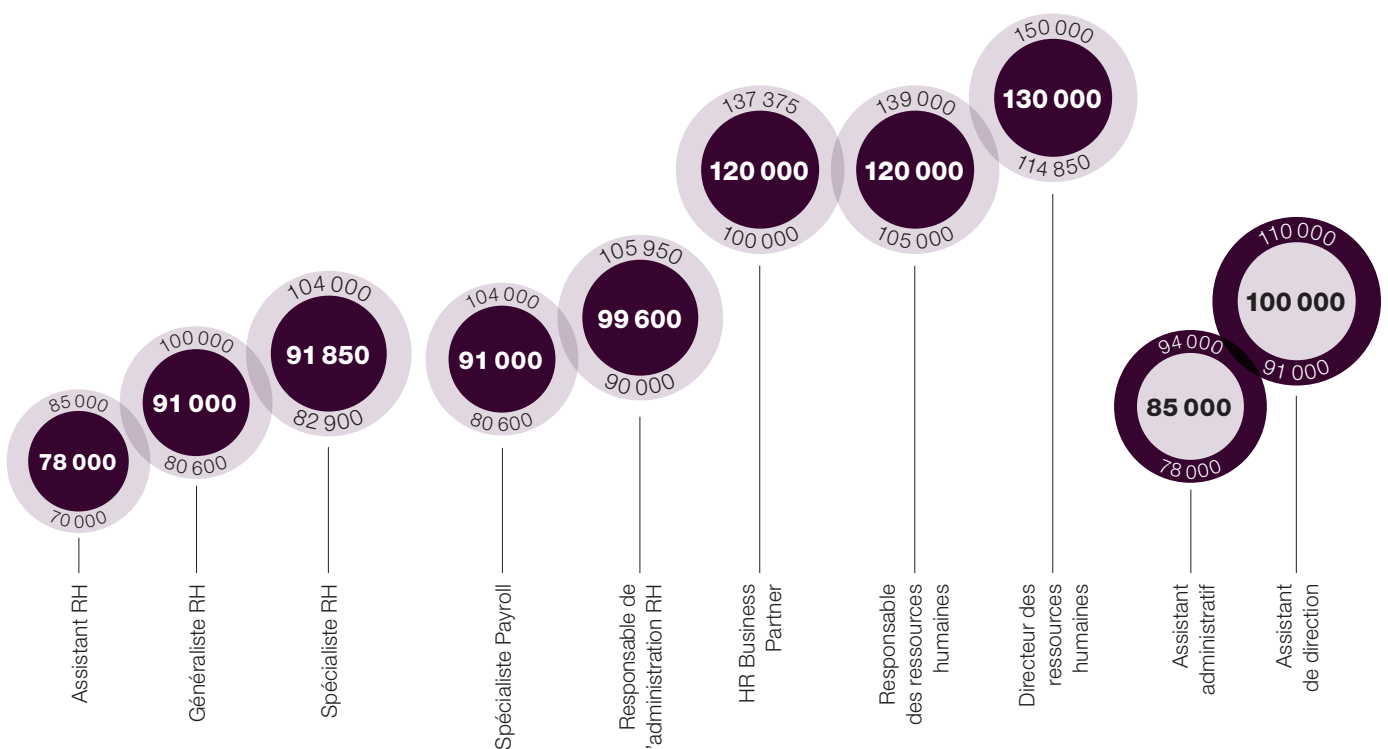 85 000
78 000
70 000
Assistant RH
100 000
91 000
80 600
Généraliste RH
104 000
91 850
82 900
Spécialiste RH
104 000
91 000
80 600
Spécialiste Payroll
105 950
99 600
90 000
Responsable de
'administration RH
137 375
120 000
100 000
HR Business
Partner
139 000
120 000
105 000
Responsable
des ressources
humaines
150 000
130 000
114 850
Directeur des
ressources
humaines
94 000
85 000
78 000
Assistant
administratif
110 000
100 000
91 000
Assistant
de direction